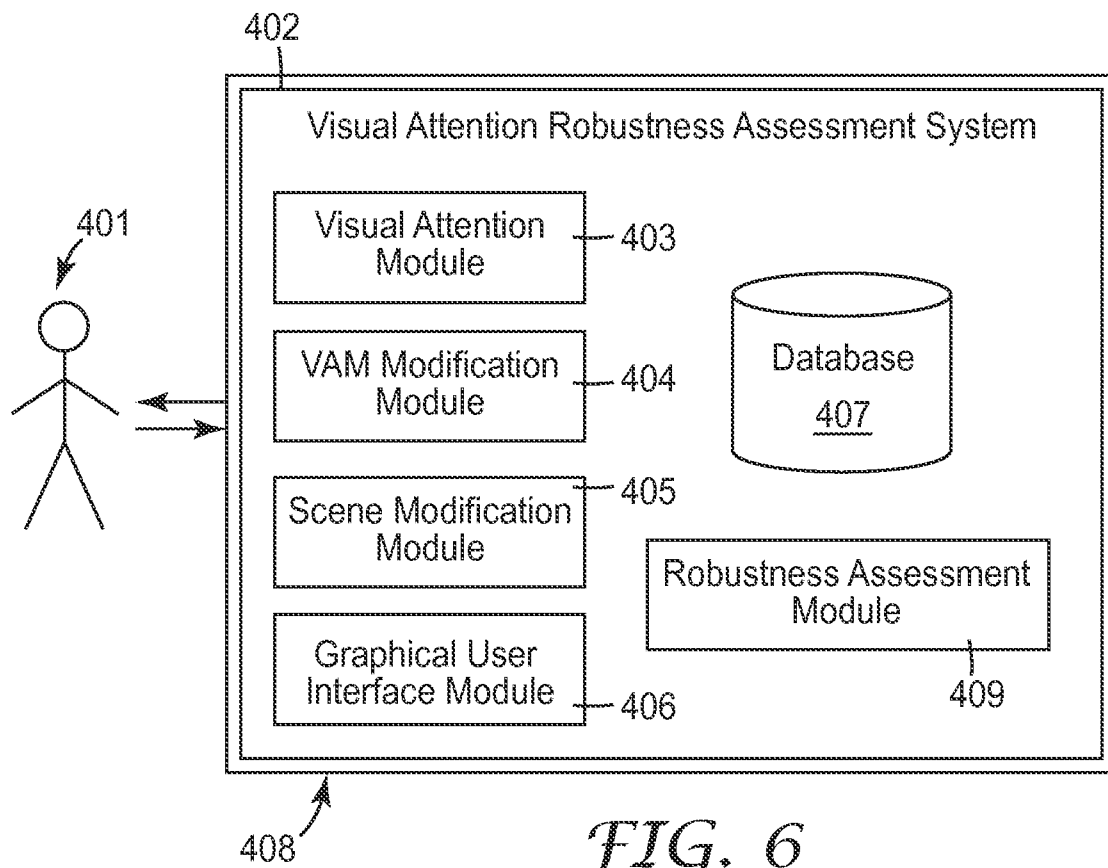 402
Visual Attention Robustness Assessment System
401
Visual Attention
Module
403
VAM Modification
Module
404
Database
407
Scene Modification
Module
405
Robustness Assessment
Module
409
Graphical User
Interface Module
406
408
FIG. 6